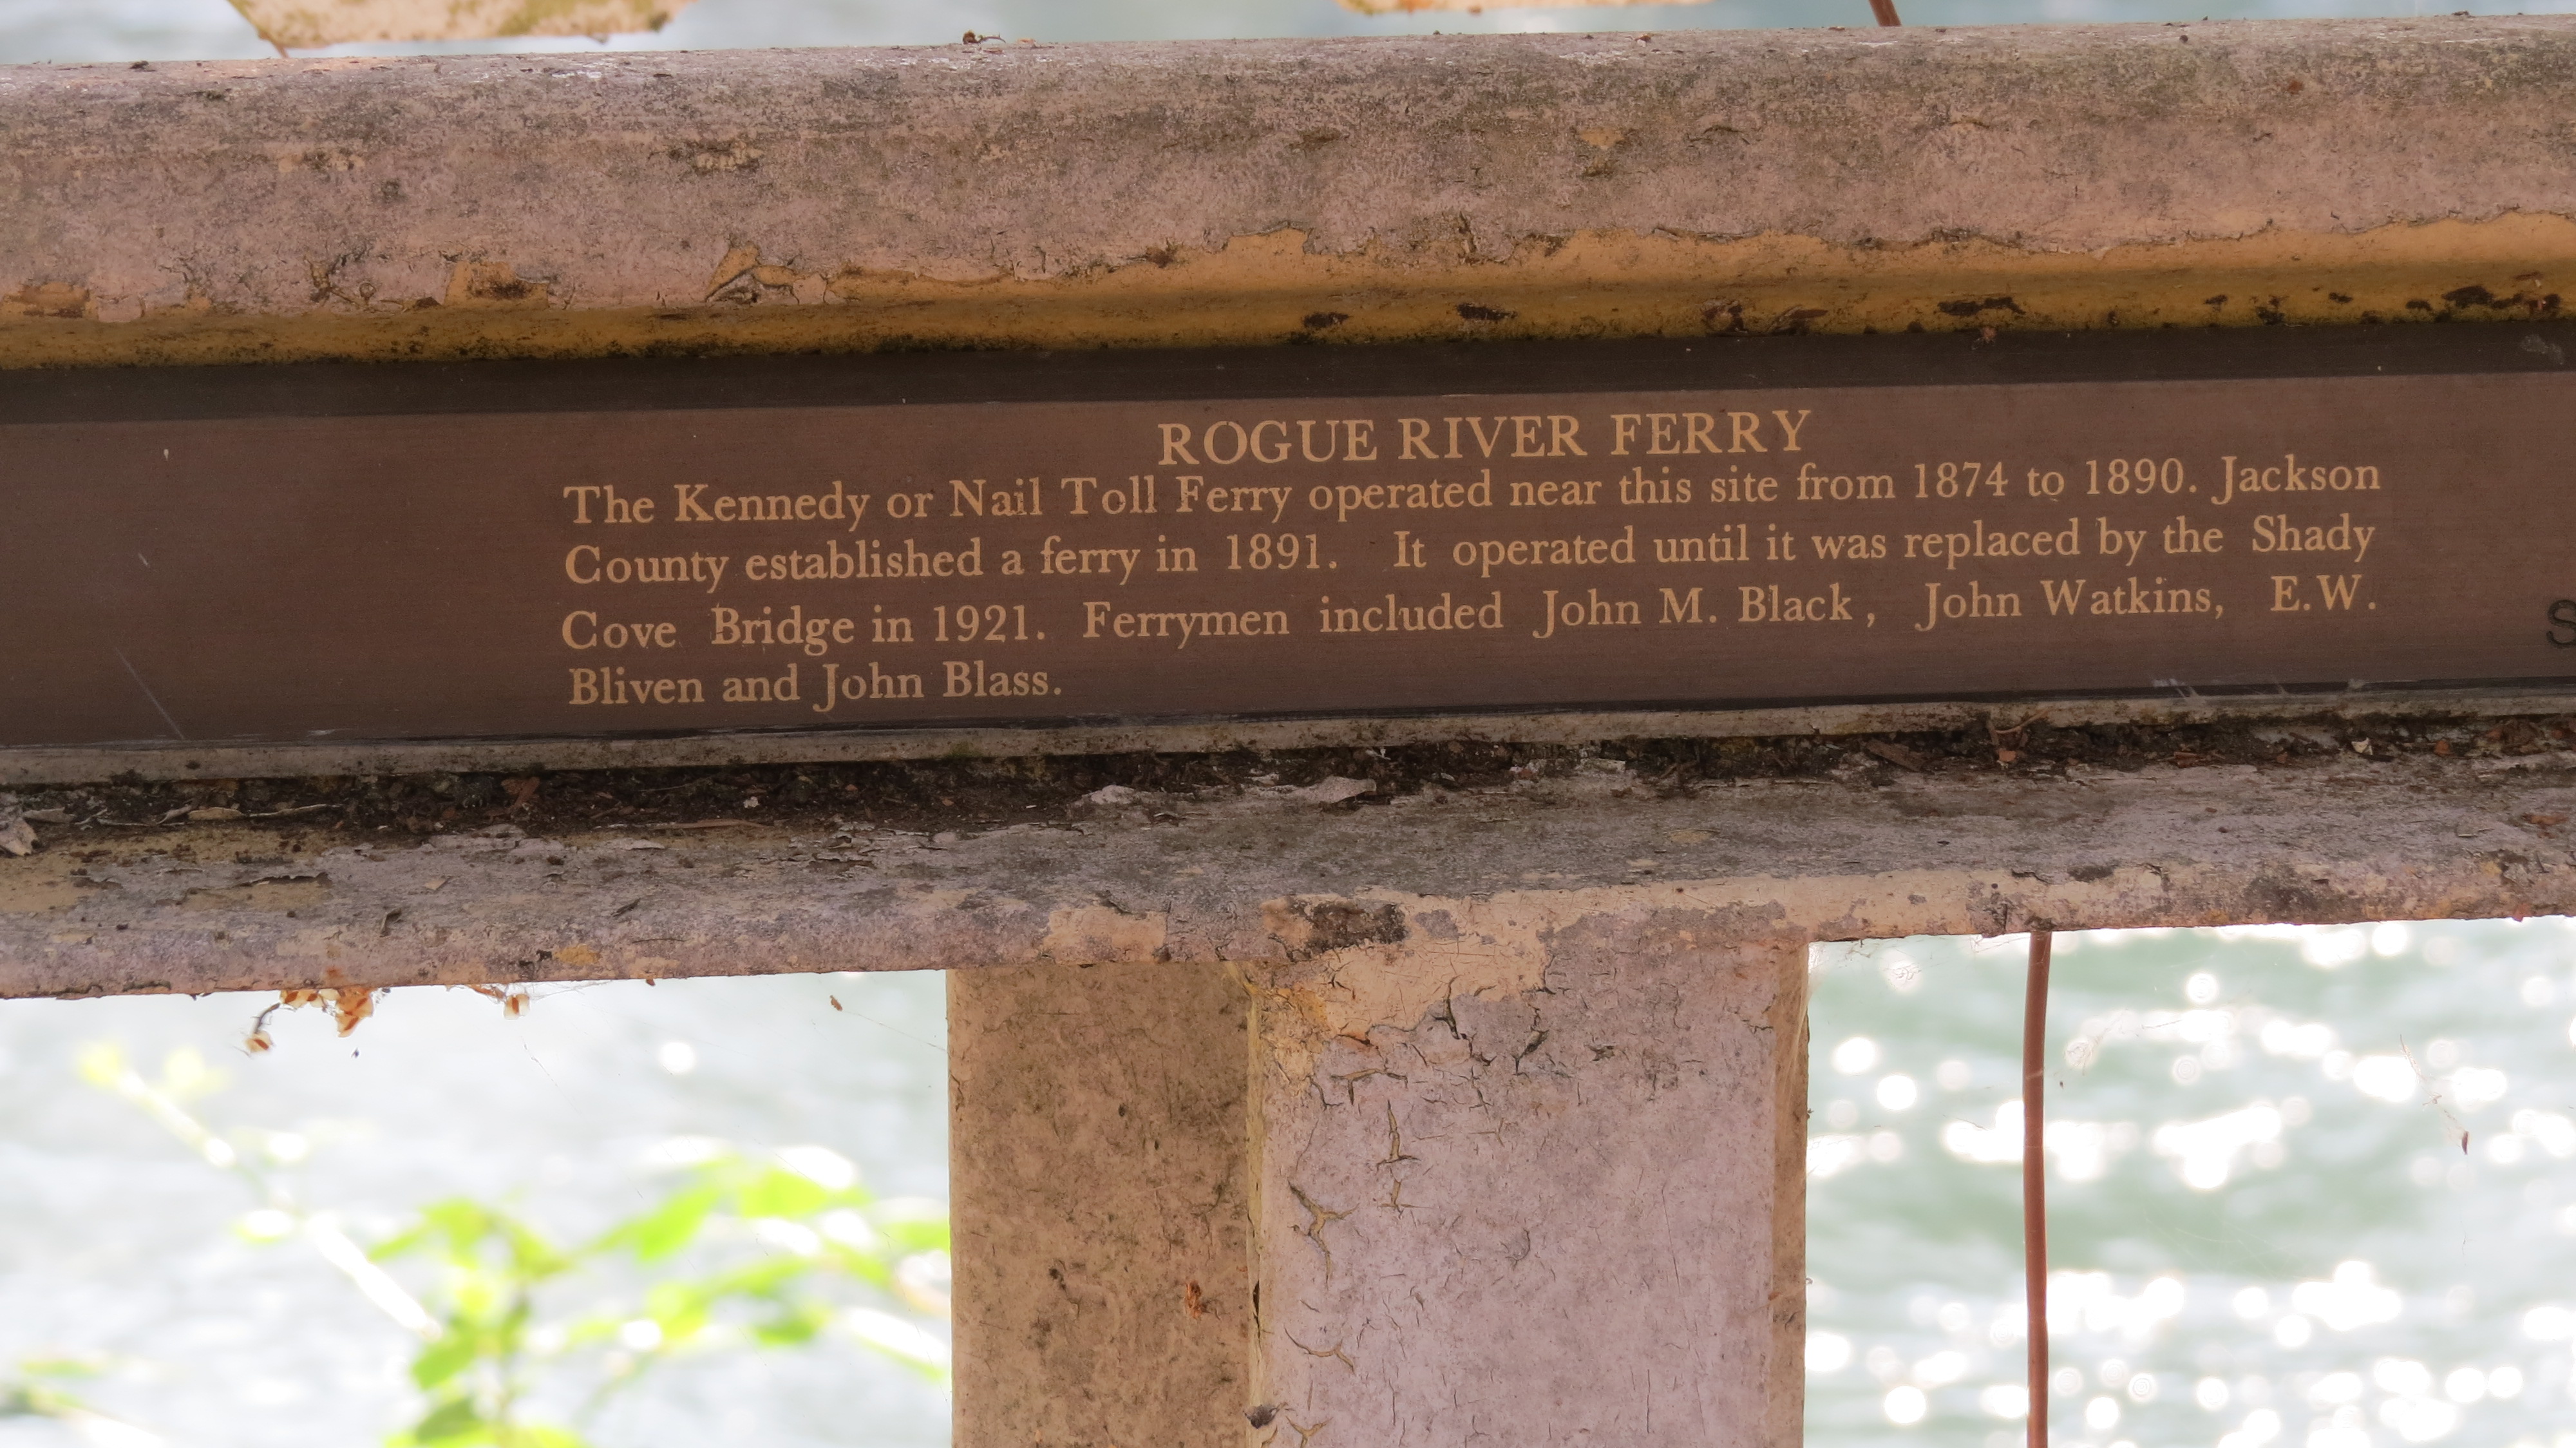 ROGUE RIVER FERRY
The Kennedy or Nail Toll Ferry operated near this site from 1874 to 1890. Jackson
County established a ferry in 1891. It operated until it was replaced by the Shady
Cove Bridge in 1921. Ferrymen included John M. Black, John Watkins, E.W.
Bliven and John Blass.